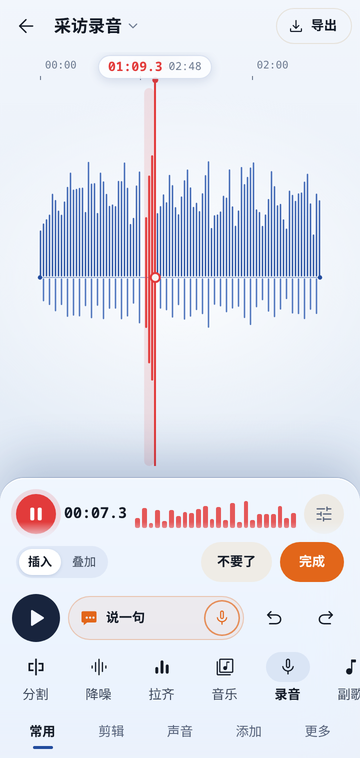 采访录音
导出
00:00
01:09.3 02:48
02:00
00:07.3
插入 叠加
不要了 完成
说一句
分割 降噪 拉齐 音乐 录音 副歌
常用 剪辑 声音 添加 更多